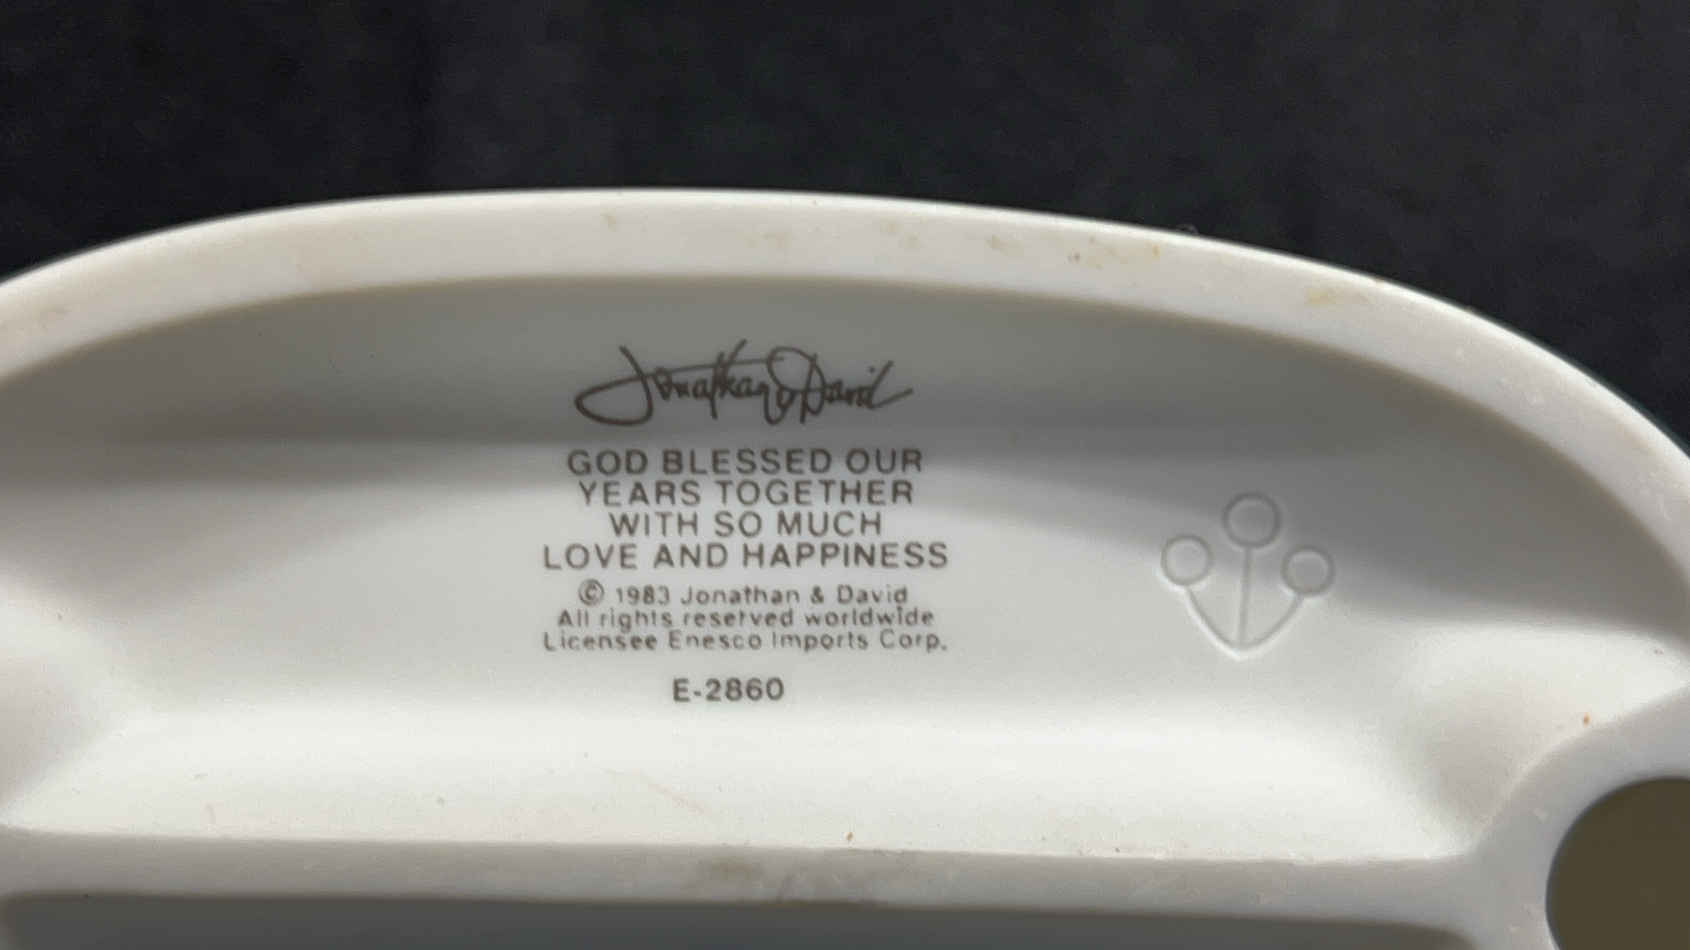 Jonathan & David
GOD BLESSED OUR
YEARS TOGETHER
WITH SO MUCH
LOVE AND HAPPINESS
© 1983 Jonathan & David
All rights reserved worldwide
Licensee Enesco Imports Corp.
E-2860